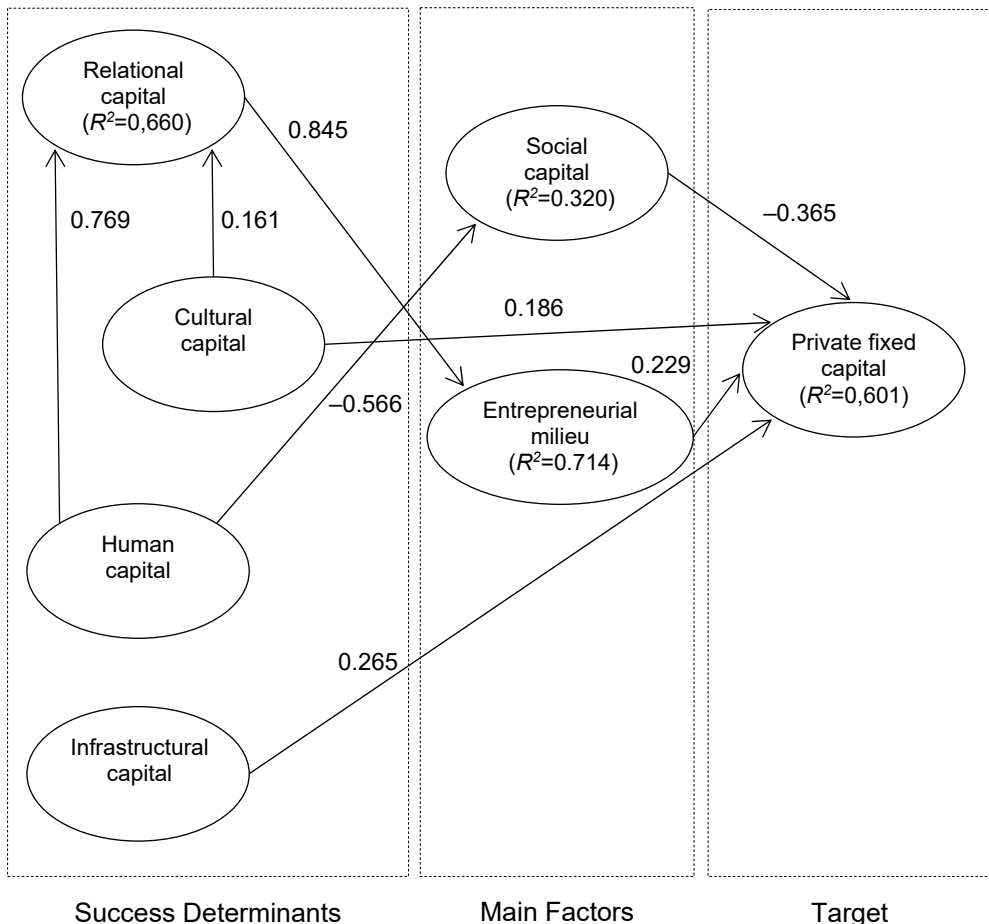 Relational
capital
(R²=0,660)
0.845
Social
capital
(R²=0.320)
0.769
0.161
–0.365
Cultural
capital
0.186
Private fixed
capital
(R²=0,601)
0.229
–0.566
Entrepreneurial
milieu
(R²=0.714)
Human
capital
0.265
Infrastructural
capital
Success Determinants
Main Factors
Target